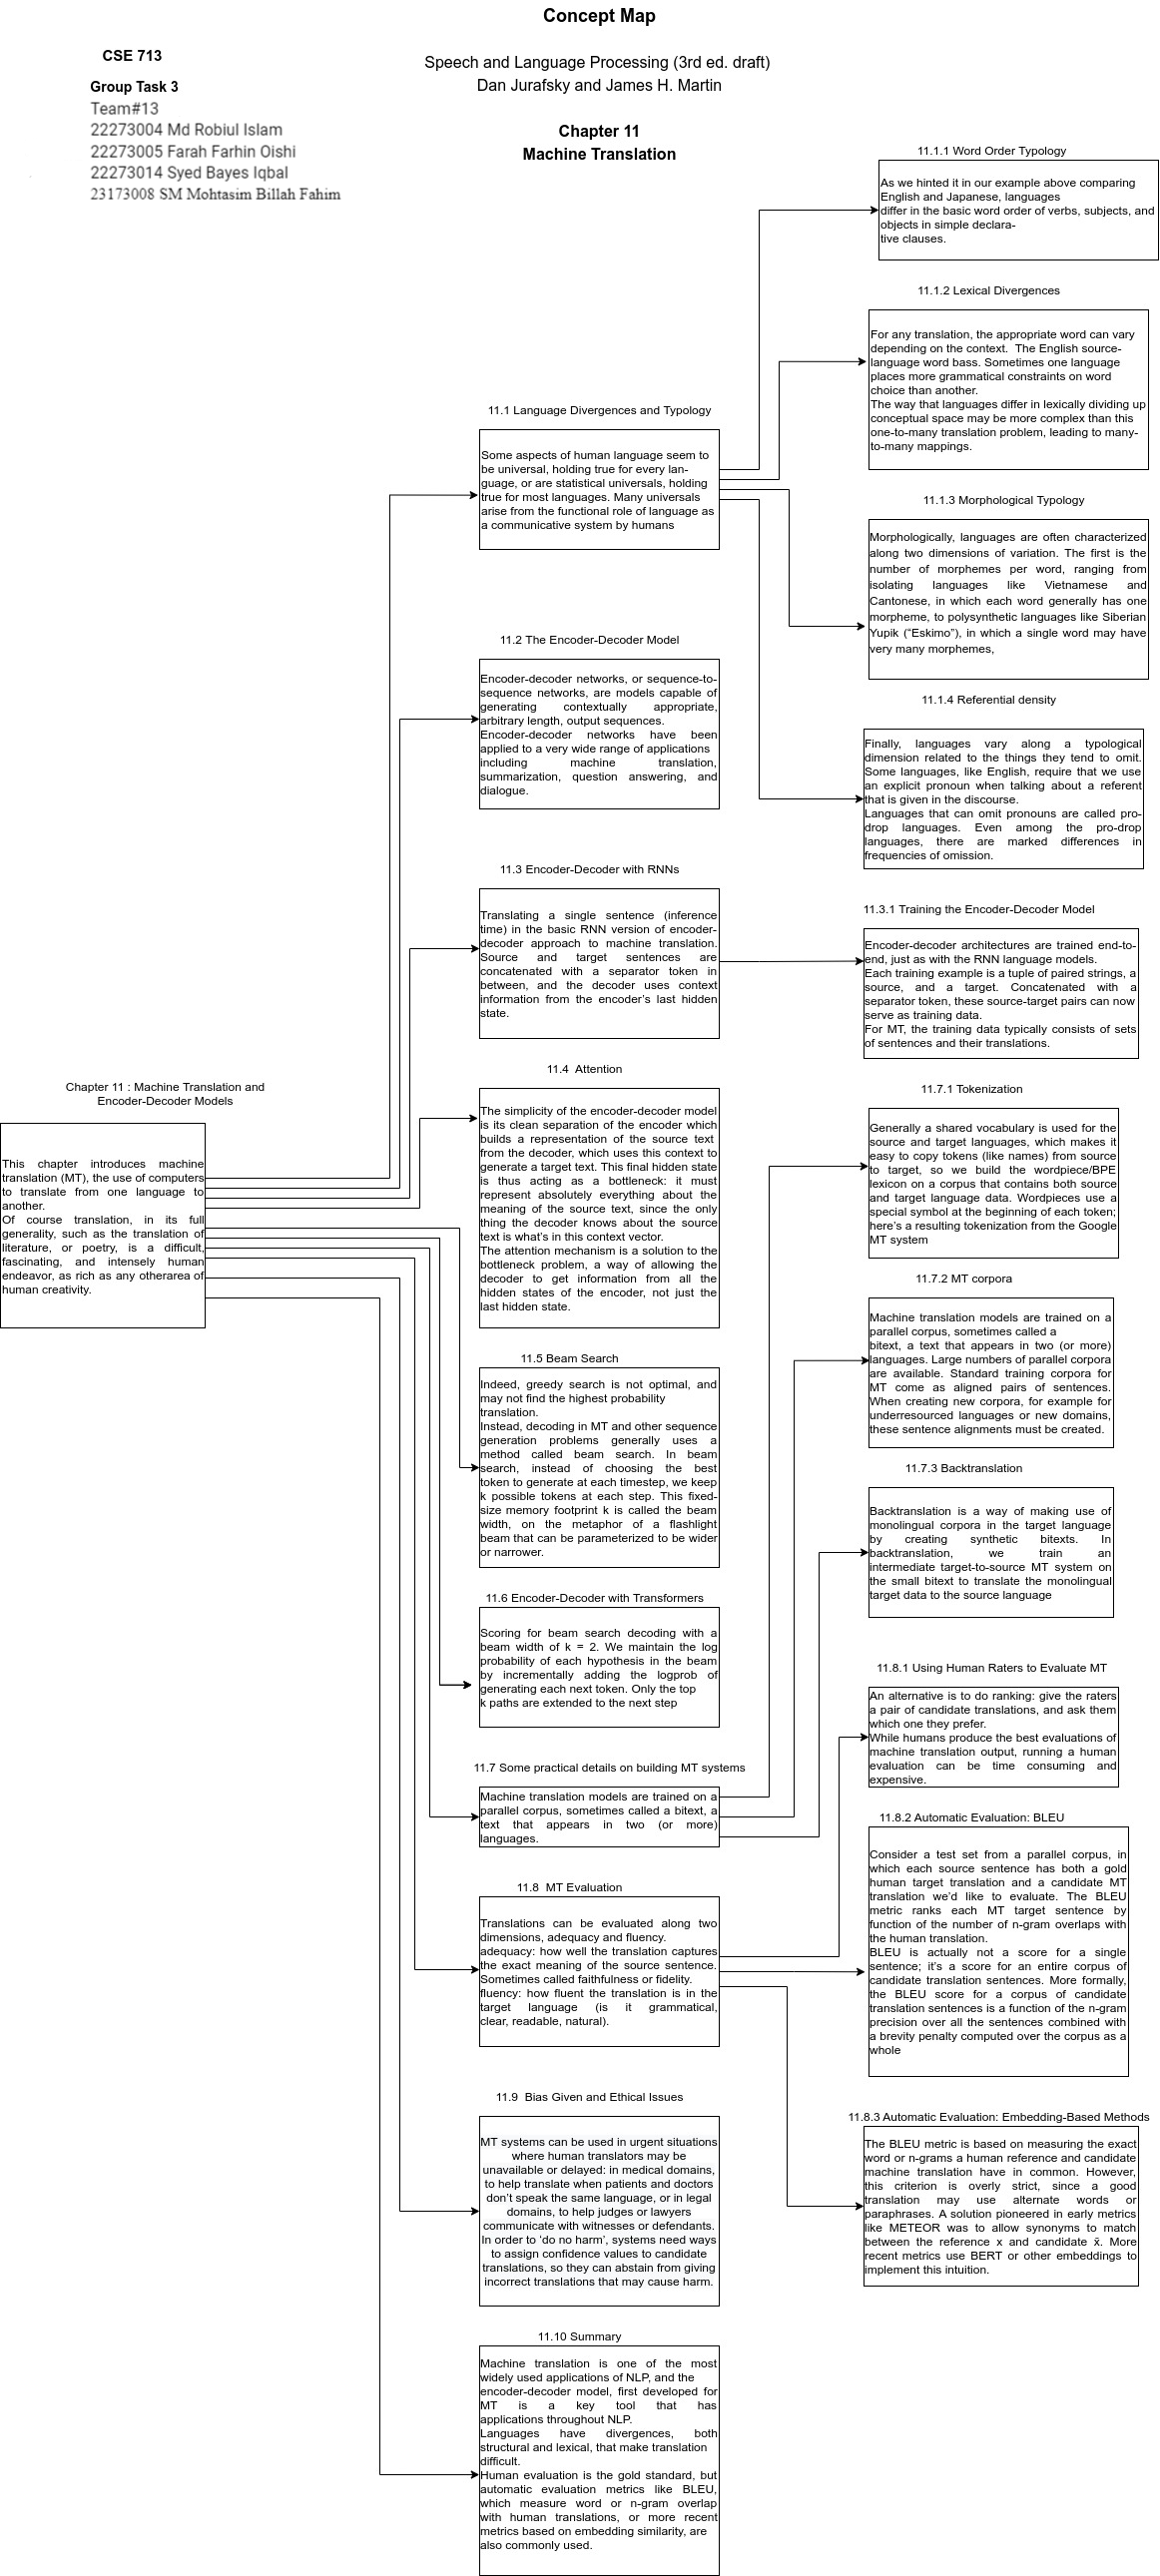 Concept Map
CSE 713
Speech and Language Processing (3rd ed. draft)
Dan Jurafsky and James H. Martin
Group Task 3
Team#13
22273004 Md Robiul Islam
22273005 Farah Farhin Oishi
22273014 Syed Bayes Iqbal
23173008 SM Mohtasim Billah Fahim
Chapter 11
Machine Translation
Chapter 11 : Machine Translation and
Encoder-Decoder Models
This chapter introduces machine
translation (MT), the use of computers
to translate from one language to
another.
Of course translation, in its full
generality, such as the translation of
literature, or poetry, is a difficult,
fascinating, and intensely human
endeavor, as rich as any otherarea of
human creativity.
11.1 Language Divergences and Typology
Some aspects of human language seem to
be universal, holding true for every lan-
guage, or are statistical universals, holding
true for most languages. Many universals
arise from the functional role of language as
a communicative system by humans
11.2 The Encoder-Decoder Model
Encoder-decoder networks, or sequence-to-
sequence networks, are models capable of
generating contextually appropriate,
arbitrary length, output sequences.
Encoder-decoder networks have been
applied to a very wide range of applications
including machine translation,
summarization, question answering, and
dialogue.
11.3 Encoder-Decoder with RNNs
Translating a single sentence (inference
time) in the basic RNN version of encoder-
decoder approach to machine translation.
Source and target sentences are
concatenated with a separator token in
between, and the decoder uses context
information from the encoder's last hidden
state.
11.4 Attention
The simplicity of the encoder-decoder model
is its clean separation of the encoder which
builds a representation of the source text
from the decoder, which uses this context to
generate a target text. This final hidden state
is thus acting as a bottleneck: it must
represent absolutely everything about the
meaning of the source text, since the only
thing the decoder knows about the source
text is what's in this context vector.
The attention mechanism is a solution to the
bottleneck problem, a way of allowing the
decoder to get information from all the
hidden states of the encoder, not just the
last hidden state.
11.5 Beam Search
Indeed, greedy search is not optimal, and
may not find the highest probability
translation.
Instead, decoding in MT and other sequence
generation problems generally uses a
method called beam search. In beam
search, instead of choosing the best
token to generate at each timestep, we keep
k possible tokens at each step. This fixed-
size memory footprint k is called the beam
width, on the metaphor of a flashlight
beam that can be parameterized to be wider
or narrower.
11.6 Encoder-Decoder with Transformers
Scoring for beam search decoding with a
beam width of k = 2. We maintain the log
probability of each hypothesis in the beam
by incrementally adding the logprob of
generating each next token. Only the top
k paths are extended to the next step
11.7 Some practical details on building MT systems
Machine translation models are trained on a
parallel corpus, sometimes called a bitext, a
text that appears in two (or more)
languages.
11.8 MT Evaluation
Translations can be evaluated along two
dimensions, adequacy and fluency.
adequacy: how well the translation captures
the exact meaning of the source sentence.
Sometimes called faithfulness or fidelity.
fluency: how fluent the translation is in the
target language (is it grammatical,
clear, readable, natural).
11.9 Bias Given and Ethical Issues
MT systems can be used in urgent situations
where human translators may be
unavailable or delayed: in medical domains,
to help translate when patients and doctors
don't speak the same language, or in legal
domains, to help judges or lawyers
communicate with witnesses or defendants.
In order to 'do no harm', systems need ways
to assign confidence values to candidate
translations, so they can abstain from giving
incorrect translations that may cause harm.
11.10 Summary
Machine translation is one of the most
widely used applications of NLP, and the
encoder-decoder model, first developed for
MT is a key tool that has
applications throughout NLP.
Languages have divergences, both
structural and lexical, that make translation
difficult.
Human evaluation is the gold standard, but
automatic evaluation metrics like BLEU,
which measure word or n-gram overlap
with human translations, or more recent
metrics based on embedding similarity, are
also commonly used.
11.1.1 Word Order Typology
As we hinted it in our example above comparing
English and Japanese, languages
differ in the basic word order of verbs, subjects, and
objects in simple declara-
tive clauses.
11.1.2 Lexical Divergences
For any translation, the appropriate word can vary
depending on the context. The English source-
language word bass. Sometimes one language
places more grammatical constraints on word
choice than another.
The way that languages differ in lexically dividing up
conceptual space may be more complex than this
one-to-many translation problem, leading to many-
to-many mappings.
11.1.3 Morphological Typology
Morphologically, languages are often characterized
along two dimensions of variation. The first is the
number of morphemes per word, ranging from
isolating languages like Vietnamese and
Cantonese, in which each word generally has one
morpheme, to polysynthetic languages like Siberian
Yupik ("Eskimo"), in which a single word may have
very many morphemes,
11.1.4 Referential density
Finally, languages vary along a typological
dimension related to the things they tend to omit.
Some languages, like English, require that we use
an explicit pronoun when talking about a referent
that is given in the discourse.
Languages that can omit pronouns are called pro-
drop languages. Even among the pro-drop
languages, there are marked differences in
frequencies of omission.
11.3.1 Training the Encoder-Decoder Model
Encoder-decoder architectures are trained end-to-
end, just as with the RNN language models.
Each training example is a tuple of paired strings, a
source, and a target. Concatenated with a
separator token, these source-target pairs can now
serve as training data.
For MT, the training data typically consists of sets
of sentences and their translations.
11.7.1 Tokenization
Generally a shared vocabulary is used for the
source and target languages, which makes it
easy to copy tokens (like names) from source
to target, so we build the wordpiece/BPE
lexicon on a corpus that contains both source
and target language data. Wordpieces use a
special symbol at the beginning of each token;
here's a resulting tokenization from the Google
MT system
11.7.2 MT corpora
Machine translation models are trained on a
parallel corpus, sometimes called a
bitext, a text that appears in two (or more)
languages. Large numbers of parallel corpora
are available. Standard training corpora for
MT come as aligned pairs of sentences.
When creating new corpora, for example for
underresourced languages or new domains,
these sentence alignments must be created.
11.7.3 Backtranslation
Backtranslation is a way of making use of
monolingual corpora in the target language
by creating synthetic bitexts. In
backtranslation, we train an
intermediate target-to-source MT system on
the small bitext to translate the monolingual
target data to the source language
11.8.1 Using Human Raters to Evaluate MT
An alternative is to do ranking: give the raters
a pair of candidate translations, and ask them
which one they prefer.
While humans produce the best evaluations of
machine translation output, running a human
evaluation can be time consuming and
expensive.
11.8.2 Automatic Evaluation: BLEU
Consider a test set from a parallel corpus, in
which each source sentence has both a gold
human target translation and a candidate MT
translation we'd like to evaluate. The BLEU
metric ranks each MT target sentence by
function of the number of n-gram overlaps with
the human translation.
BLEU is actually not a score for a single
sentence; it's a score for an entire corpus of
candidate translation sentences. More formally,
the BLEU score for a corpus of candidate
translation sentences is a function of the n-gram
precision over all the sentences combined with
a brevity penalty computed over the corpus as a
whole
11.8.3 Automatic Evaluation: Embedding-Based Methods
The BLEU metric is based on measuring the exact
word or n-grams a human reference and candidate
machine translation have in common. However,
this criterion is overly strict, since a good
translation may use alternate words or
paraphrases. A solution pioneered in early metrics
like METEOR was to allow synonyms to match
between the reference x and candidate x̃. More
recent metrics use BERT or other embeddings to
implement this intuition.